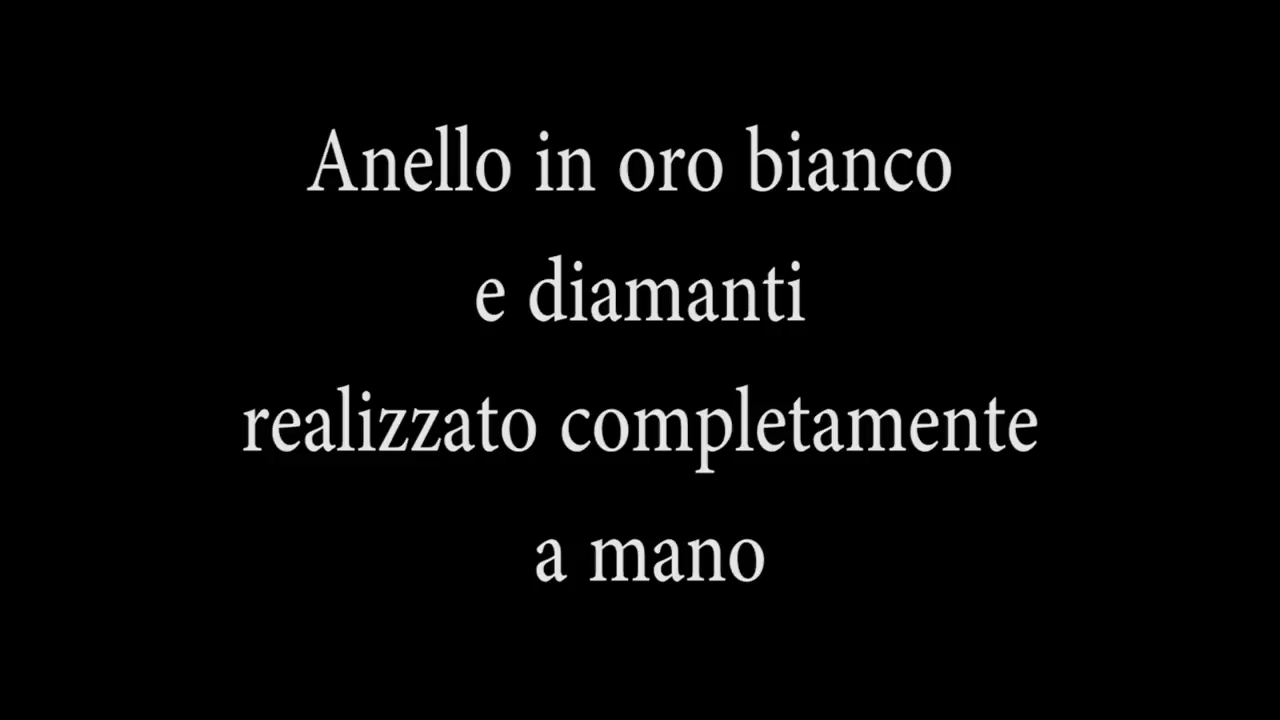 Anello in oro bianco
e diamanti
realizzato completamente
a mano